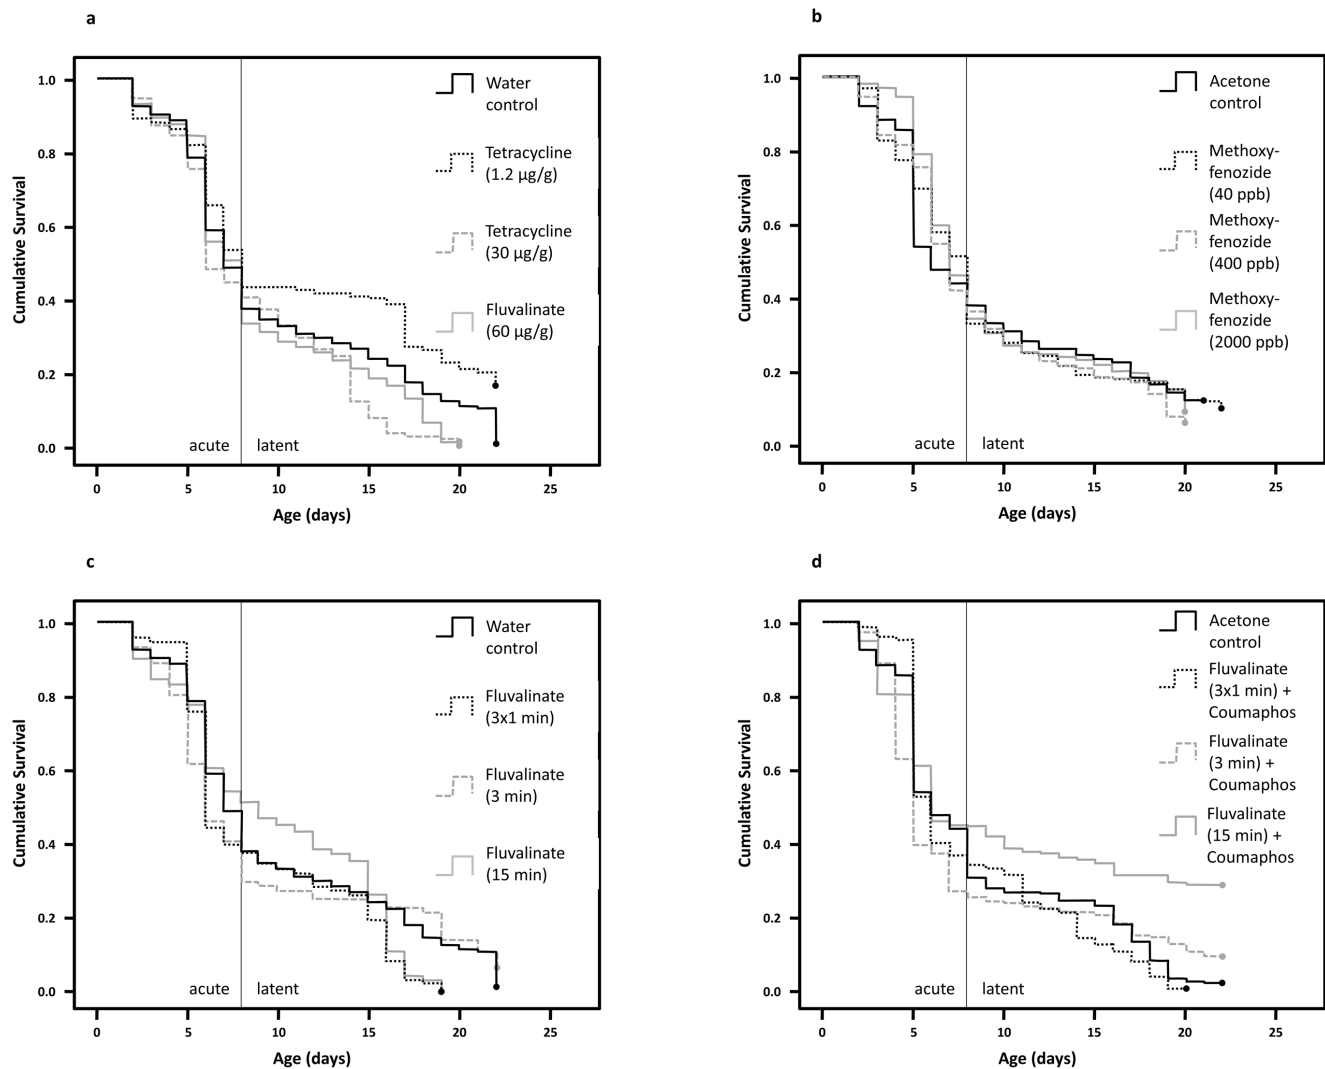 a
1.0
0.8
0.6
0.4
0.2
0.0
Cumulative Survival
Water
control
Tetracycline
(1.2 µg/g)
Tetracycline
(30 µg/g)
Fluvalinate
(60 µg/g)
acute
latent
0
5
10
15
20
25
Age (days)
b
1.0
0.8
0.6
0.4
0.2
0.0
Cumulative Survival
Acetone
control
Methoxy-
fenozide
(40 ppb)
Methoxy-
fenozide
(400 ppb)
Methoxy-
fenozide
(2000 ppb)
acute
latent
0
5
10
15
20
25
Age (days)
c
1.0
0.8
0.6
0.4
0.2
0.0
Cumulative Survival
Water
control
Fluvalinate
(3x1 min)
Fluvalinate
(3 min)
Fluvalinate
(15 min)
acute
latent
0
5
10
15
20
25
Age (days)
d
1.0
0.8
0.6
0.4
0.2
0.0
Cumulative Survival
Acetone
control
Fluvalinate
(3x1 min) +
Coumaphos
Fluvalinate
(3 min) +
Coumaphos
Fluvalinate
(15 min) +
Coumaphos
acute
latent
0
5
10
15
20
25
Age (days)